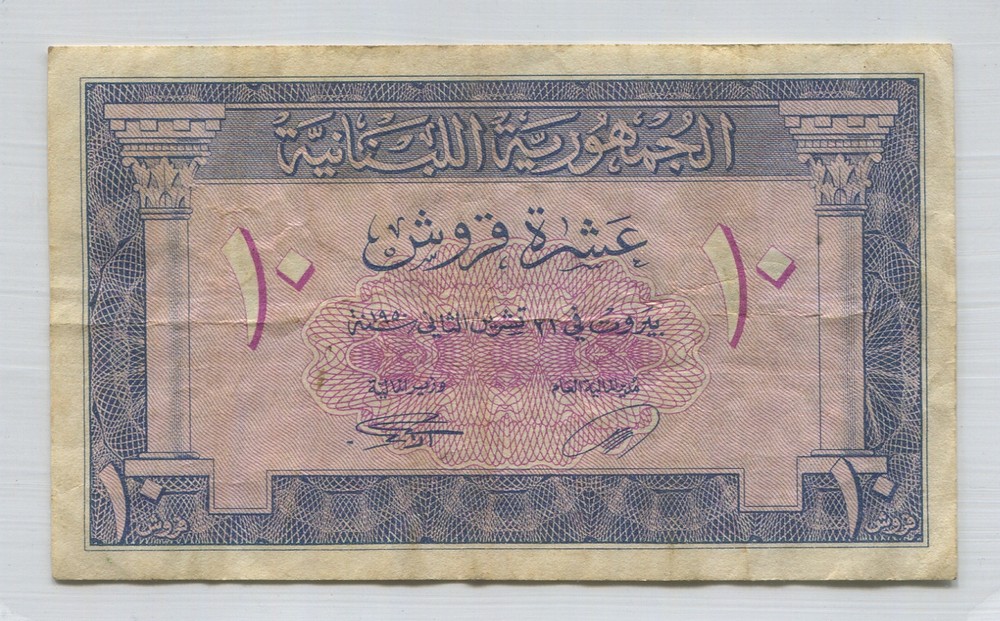 الجمهورية اللبنانية
عشرة قروش
١٠ ١٠
بيروت في ٢١ تشرين الثاني سنة ١٩٥٠
مدير المالية العام وزير المالية
١٠ قروش ١٠ قروش